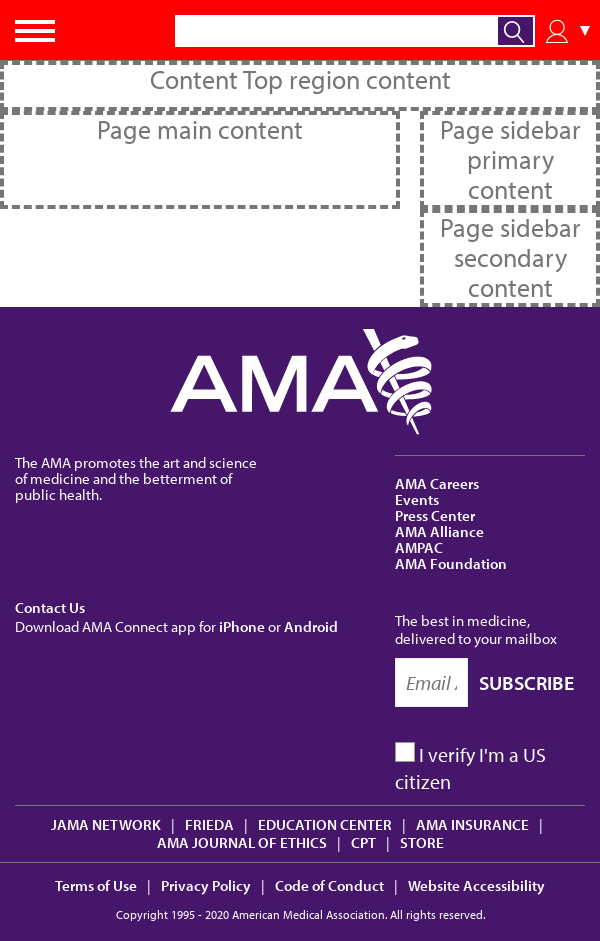 Content Top region content
Page main content
Page sidebar
primary
content
Page sidebar
secondary
content
AMA
The AMA promotes the art and science
of medicine and the betterment of
public health.
AMA Careers
Events
Press Center
AMA Alliance
AMPAC
AMA Foundation
Contact Us
Download AMA Connect app for iPhone or Android
The best in medicine,
delivered to your mailbox
Email A
SUBSCRIBE
I verify I'm a US
citizen
JAMA NETWORK | FRIEDA | EDUCATION CENTER | AMA INSURANCE |
AMA JOURNAL OF ETHICS | CPT | STORE
Terms of Use | Privacy Policy | Code of Conduct | Website Accessibility
Copyright 1995 - 2020 American Medical Association. All rights reserved.